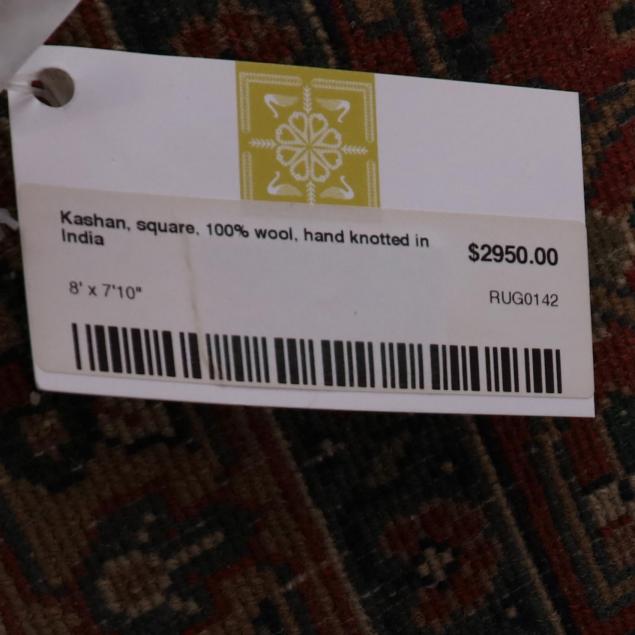 Kashan, square, 100% wool, hand knotted in
India
$2950.00
8' x 7'10"
RUG0142